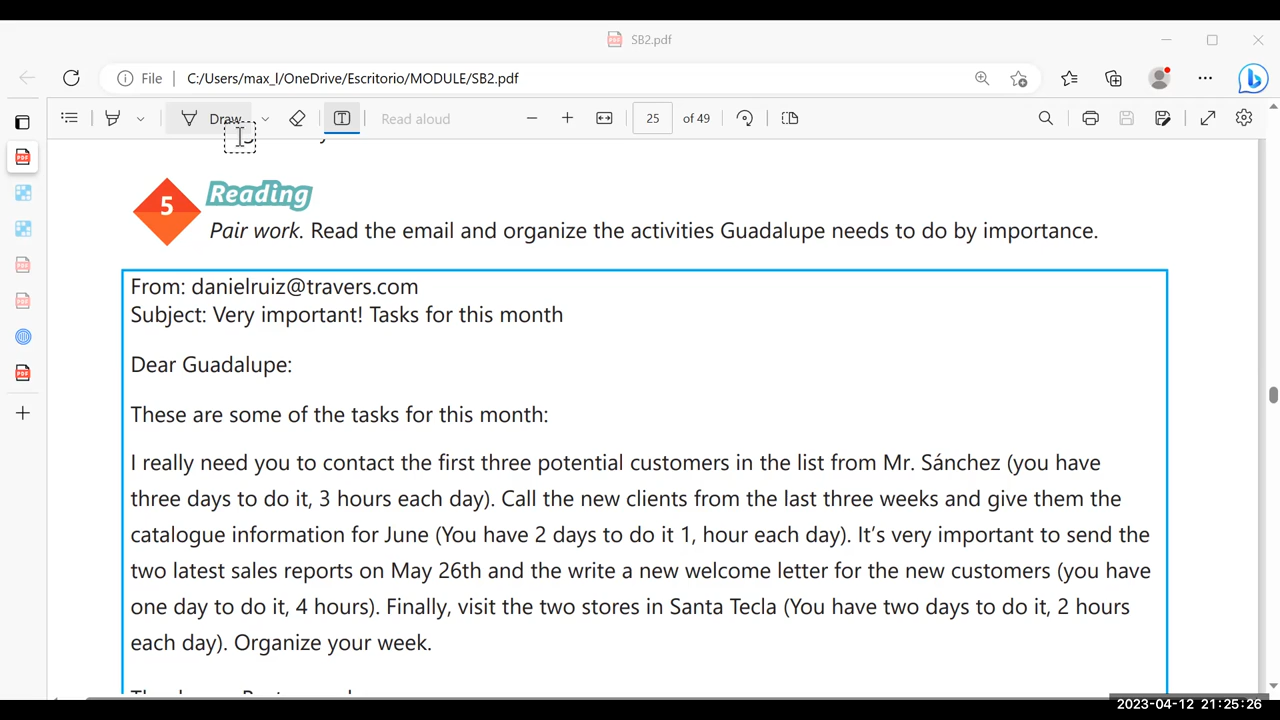 SB2.pdf
File C:/Users/max_l/OneDrive/Escritorio/MODULE/SB2.pdf
Draw Read aloud 25 of 49
5 Reading
Pair work. Read the email and organize the activities Guadalupe needs to do by importance.
From: danielruiz@travers.com
Subject: Very important! Tasks for this month
Dear Guadalupe:
These are some of the tasks for this month:
I really need you to contact the first three potential customers in the list from Mr. Sánchez (you have
three days to do it, 3 hours each day). Call the new clients from the last three weeks and give them the
catalogue information for June (You have 2 days to do it 1, hour each day). It's very important to send the
two latest sales reports on May 26th and the write a new welcome letter for the new customers (you have
one day to do it, 4 hours). Finally, visit the two stores in Santa Tecla (You have two days to do it, 2 hours
each day). Organize your week.
2023-04-12 21:25:26